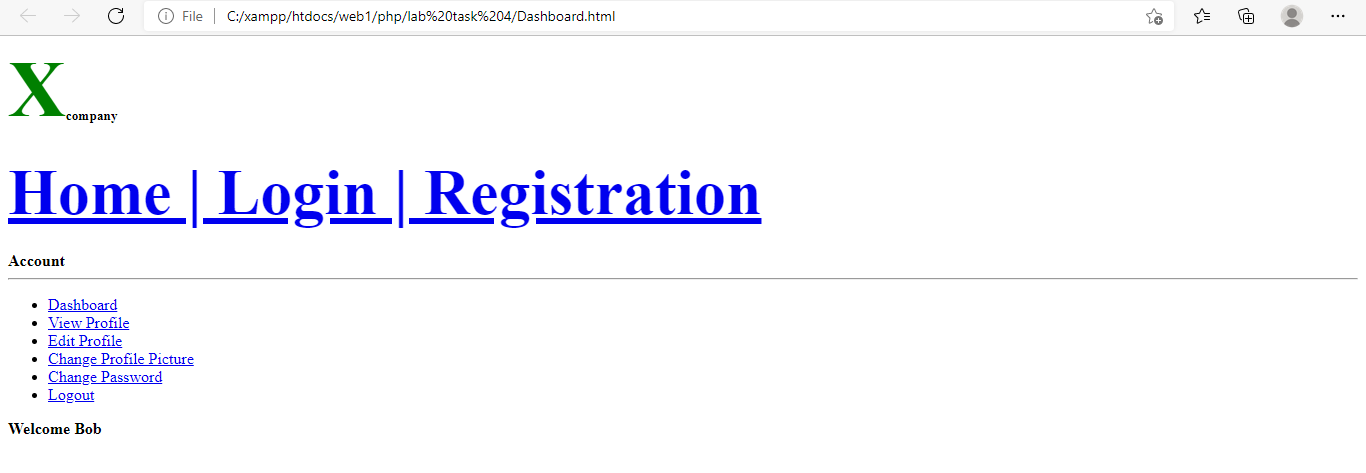 File | C:/xampp/htdocs/web1/php/lab%20task%204/Dashboard.html
Xcompany
Home | Login | Registration
Account
Dashboard
View Profile
Edit Profile
Change Profile Picture
Change Password
Logout
Welcome Bob